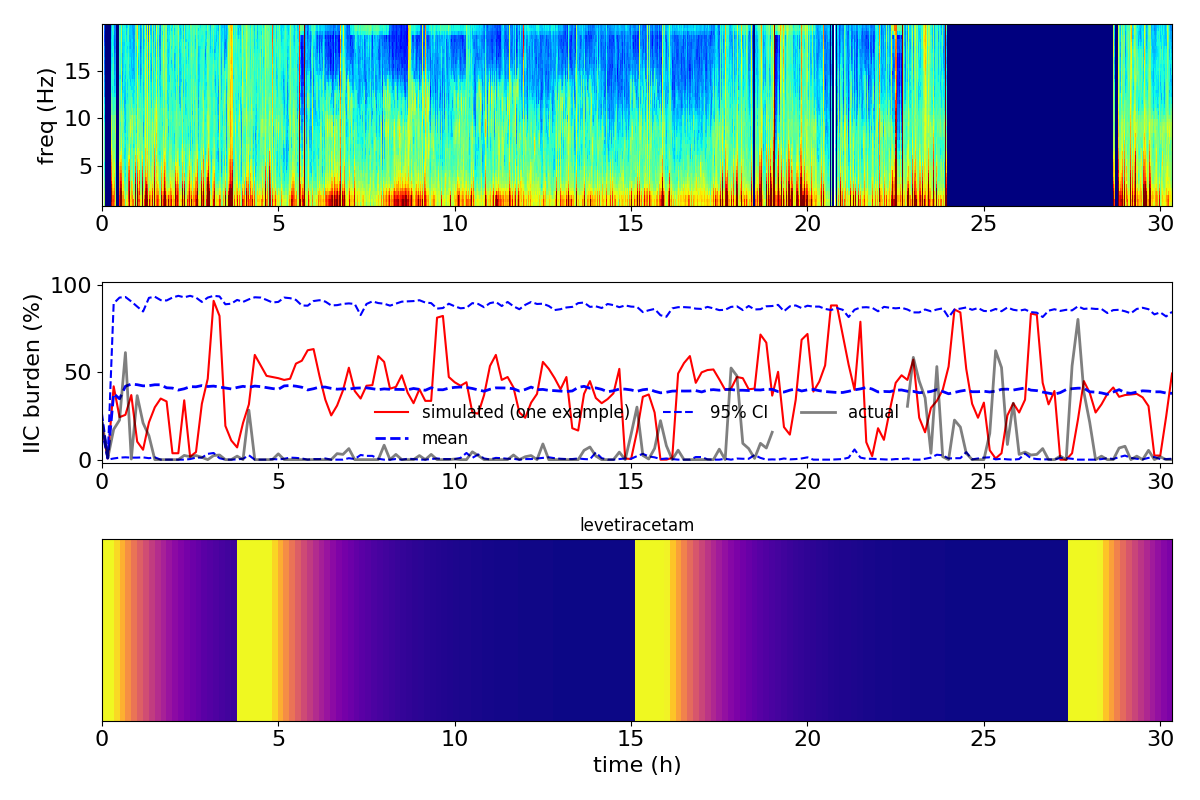 freq (Hz)
15
10
5
0 5 10 15 20 25 30
IIC burden (%)
100
50
0
simulated (one example) 95% CI actual
mean
0 5 10 15 20 25 30
levetiracetam
0 5 10 15 20 25 30
time (h)